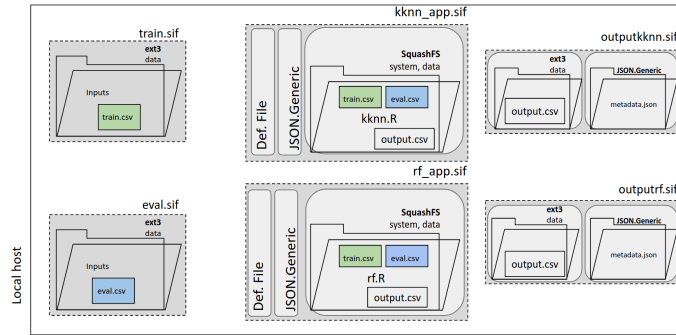 train.sif
ext3
data
Inputs
train.csv
kknn_app.sif
Def. File
JSON.Generic
SquashFS
system, data
train.csv
eval.csv
kknn.R
output.csv
outputkknn.sif
ext3
data
output.csv
JSON.Generic
metadata.json
eval.sif
ext3
data
Inputs
eval.csv
rf_app.sif
Def. File
JSON.Generic
SquashFS
system, data
train.csv
eval.csv
rf.R
output.csv
outputrf.sif
ext3
data
output.csv
JSON.Generic
metadata.json
Local host